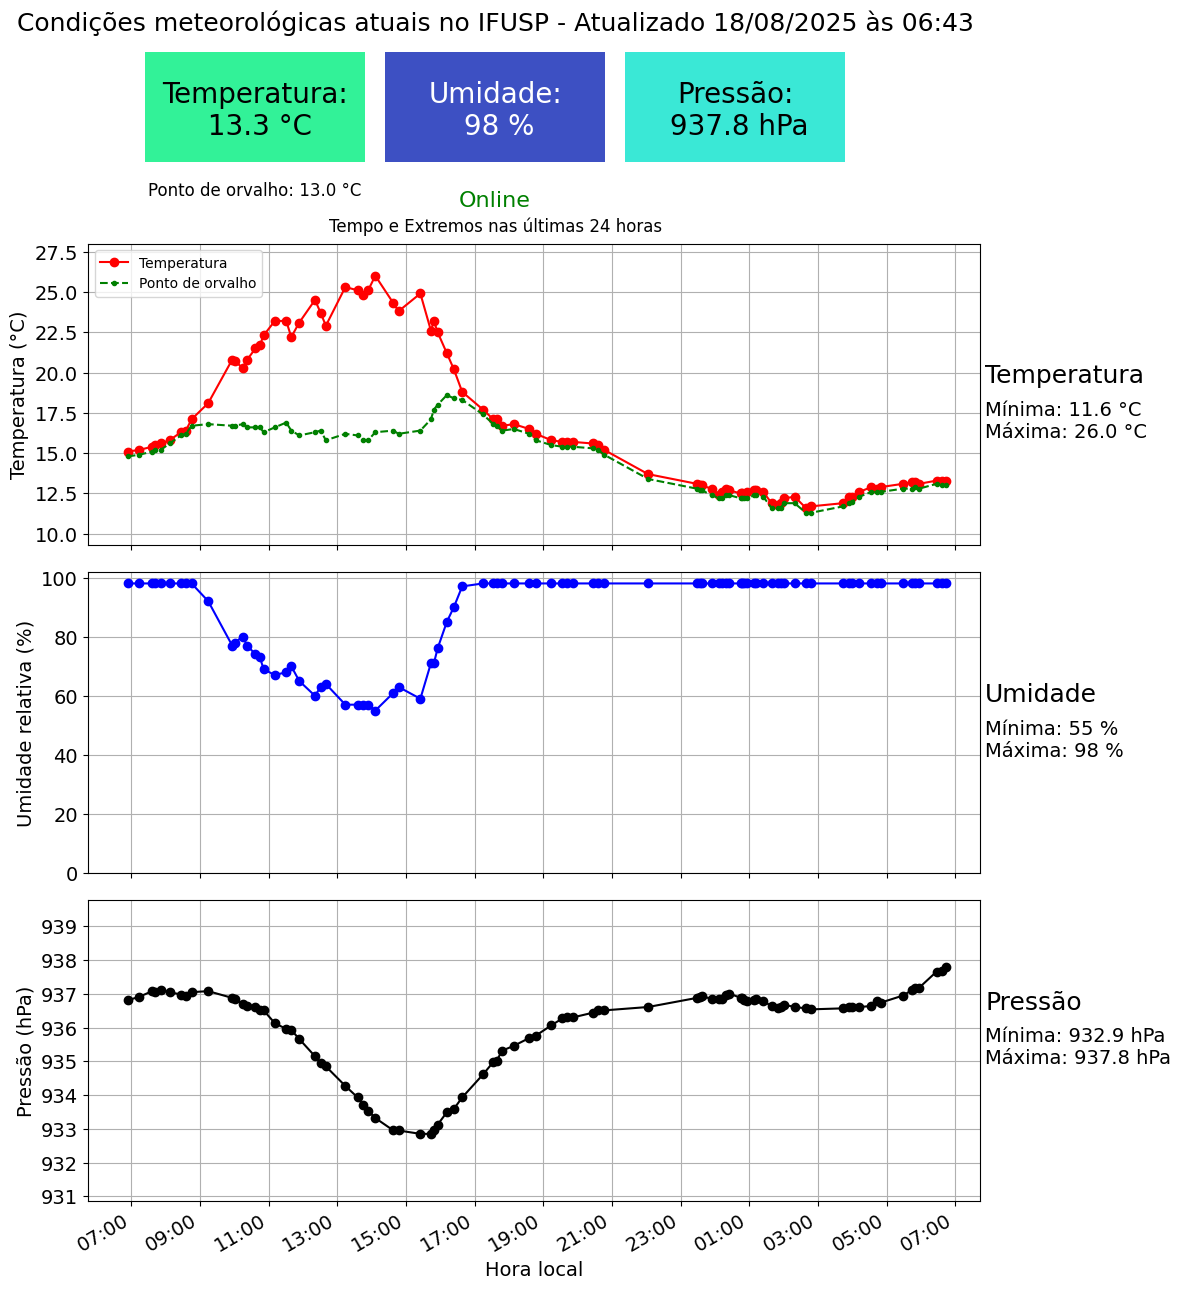 Condições meteorológicas atuais no IFUSP - Atualizado 18/08/2025 às 06:43
Temperatura:
13.3 °C
Umidade:
98 %
Pressão:
937.8 hPa
Ponto de orvalho: 13.0 °C
Online
Tempo e Extremos nas últimas 24 horas
Temperatura
Ponto de orvalho
Temperatura (°C)
27.5
25.0
22.5
20.0
17.5
15.0
12.5
10.0
Temperatura
Mínima: 11.6 °C
Máxima: 26.0 °C
Umidade relativa (%)
100
80
60
40
20
0
Umidade
Mínima: 55 %
Máxima: 98 %
Pressão (hPa)
939
938
937
936
935
934
933
932
931
Pressão
Mínima: 932.9 hPa
Máxima: 937.8 hPa
07:00
09:00
11:00
13:00
15:00
17:00
19:00
21:00
23:00
01:00
03:00
05:00
07:00
Hora local